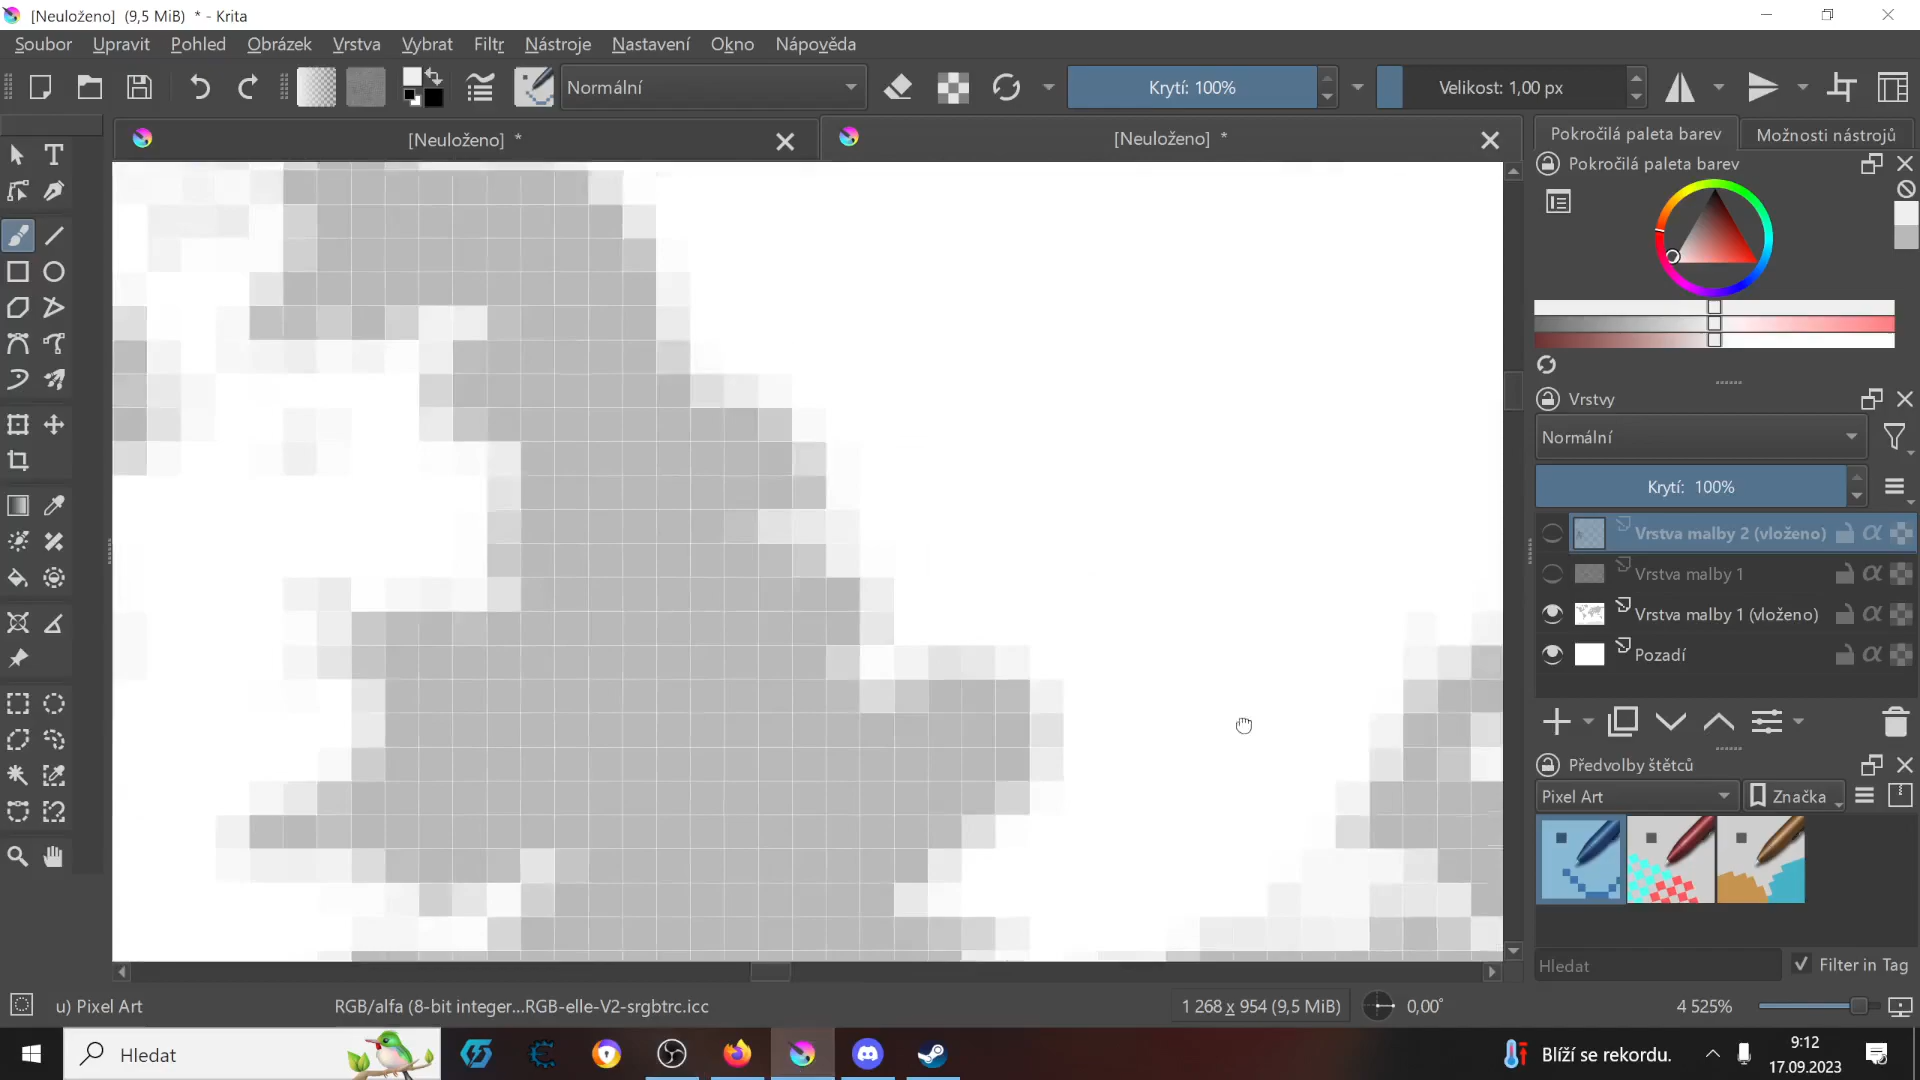 [Neuloženo]  (9,5 MiB)  * - Krita
Soubor Upravit Pohled Obrázek Vrstva Vybrat Filtr Nástroje Nastavení Okno Nápověda
Normální Krytí: 100% Velikost: 1,00 px
[Neuloženo] * [Neuloženo] *
Pokročilá paleta barev Možnosti nástrojů
Pokročilá paleta barev
Vrstvy
Normální
Krytí: 100%
Vrstva malby 2 (vloženo)
Vrstva malby 1
Vrstva malby 1 (vloženo)
Pozadí
Předvolby štětců
Pixel Art Značka
Hledat Filter in Tag
u) Pixel Art RGB/alfa (8-bit integer...RGB-elle-V2-srgbtrc.icc 1 268 x 954 (9,5 MiB) 0,00° 4 525%
Hledat Blíží se rekordu. 9:12
17.09.2023